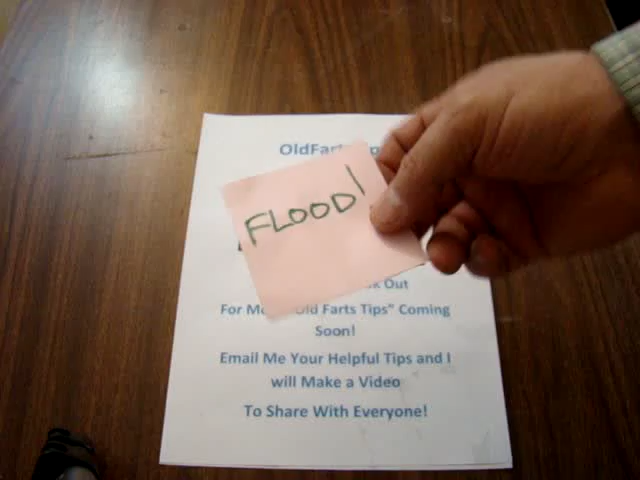 OldFarts
FLOOD!
Out
For "Old Farts Tips" Coming
Soon!
Email Me Your Helpful Tips and I
will Make a Video
To Share With Everyone!